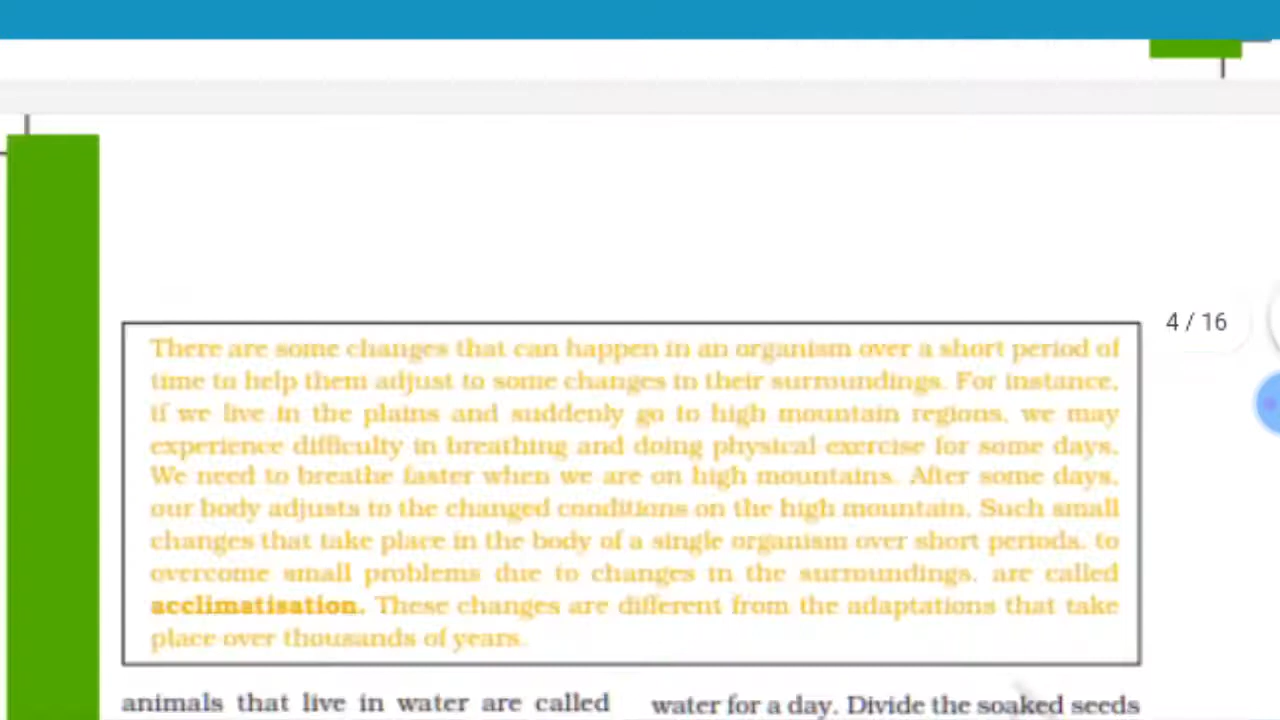 4 / 16
There are some changes that can happen in an organism over a short period of
time to help them adjust to some changes in their surroundings. For instance,
if we live in the plains and suddenly go to high mountain regions, we may
experience difficulty in breathing and doing physical exercise for some days.
We need to breathe faster when we are on high mountains. After some days,
our body adjusts to the changed conditions on the high mountain. Such small
changes that take place in the body of a single organism over short periods, to
overcome small problems due to changes in the surroundings, are called
acclimatisation. These changes are different from the adaptations that take
place over thousands of years.
animals that live in water are called
water for a day. Divide the soaked seeds